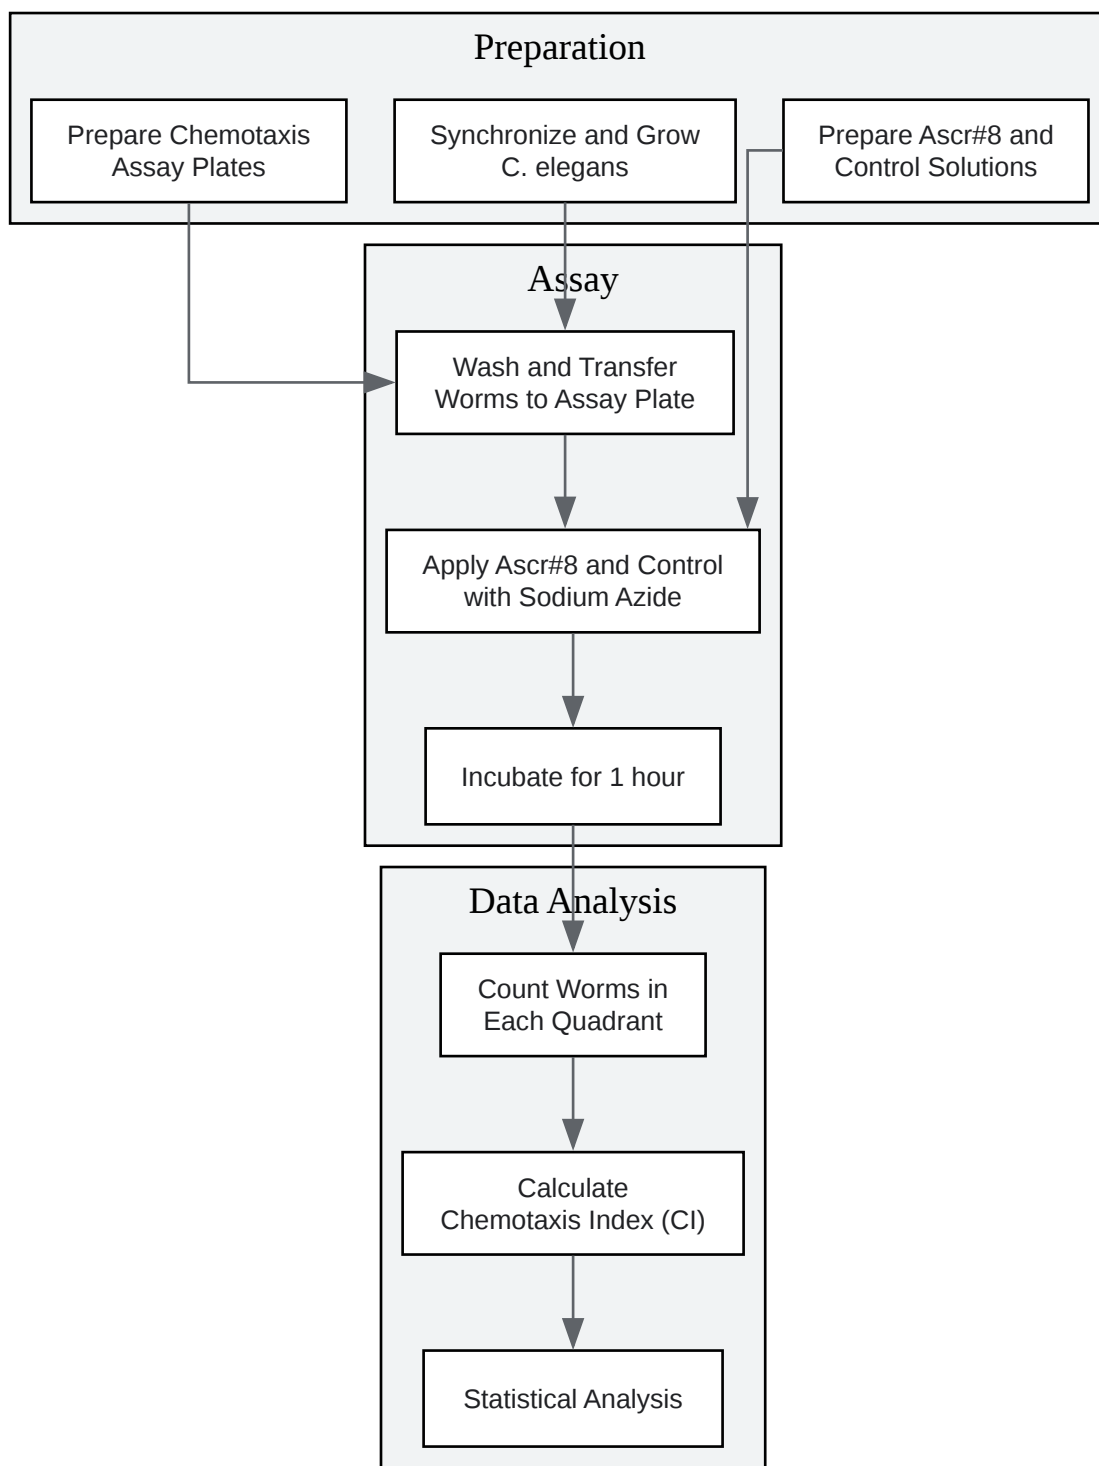 Preparation
Prepare Chemotaxis
Assay Plates
Synchronize and Grow
C. elegans
Prepare Ascr#8 and
Control Solutions
Assay
Wash and Transfer
Worms to Assay Plate
Apply Ascr#8 and Control
with Sodium Azide
Incubate for 1 hour
Data Analysis
Count Worms in
Each Quadrant
Calculate
Chemotaxis Index (CI)
Statistical Analysis